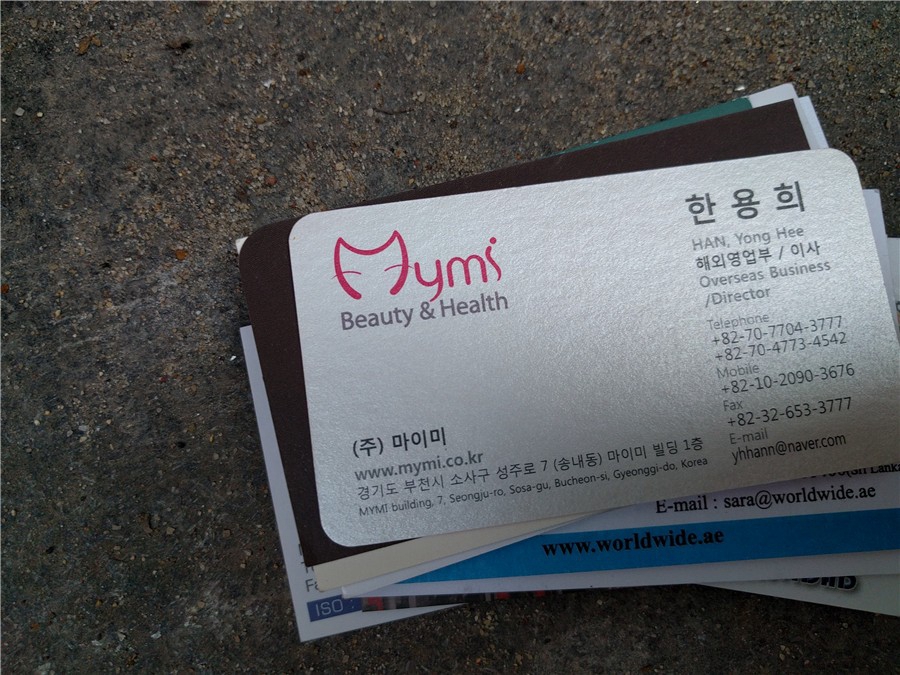 Mymi
Beauty & Health
한용희
HAN, Yong Hee
해외영업부 / 이사
Overseas Business
/Director
Telephone
+82-70-7704-3777
+82-70-4773-4542
Mobile
+82-10-2090-3676
Fax
+82-32-653-3777
E-mail
yhhann@naver.com
(주) 마이미
www.mymi.co.kr
경기도 부천시 소사구 성주로 7 (송내동) 마이미 빌딩 1층
MYMI building, 7, Seongju-ro, Sosa-gu, Bucheon-si, Gyeonggi-do, Korea
(Sri Lanka
E-mail : sara@worldwide.ae
www.worldwide.ae
ISO :